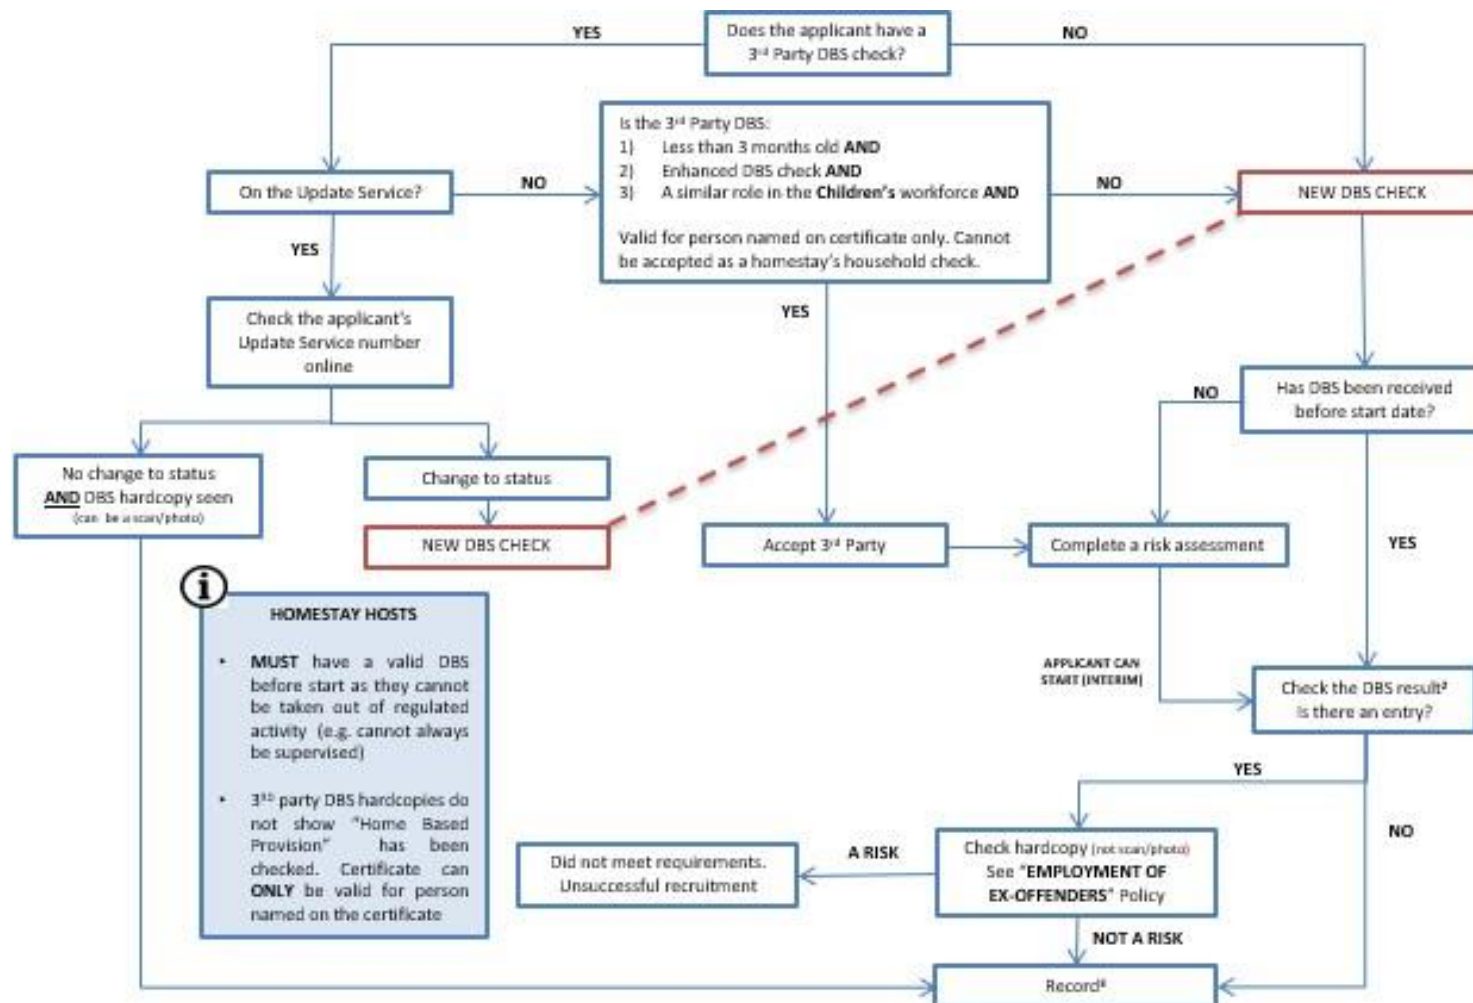 Does the applicant have a
3rd Party DBS check?
YES
NO
Is the 3rd Party DBS:
1) Less than 3 months old AND
2) Enhanced DBS check AND
3) A similar role in the Children's workforce AND
Valid for person named on certificate only. Cannot
be accepted as a homestay's household check.
On the Update Service?
NO
NO
NEW DBS CHECK
YES
YES
Check the applicant's
Update Service number
online
Has DBS been received
before start date?
NO
YES
No change to status
AND DBS hardcopy seen
(can be a scan/photo)
Change to status
NEW DBS CHECK
Accept 3rd Party
Complete a risk assessment
i
HOMESTAY HOSTS
• MUST have a valid DBS
before start as they cannot
be taken out of regulated
activity (e.g. cannot always
be supervised)
• 3RD party DBS hardcopies do
not show "Home Based
Provision" has been
checked. Certificate can
ONLY be valid for person
named on the certificate
APPLICANT CAN
START (INTERIM)
Check the DBS result²
Is there an entry?
YES
NO
Check hardcopy (not scan/photo)
See "EMPLOYMENT OF
EX-OFFENDERS" Policy
A RISK
Did not meet requirements.
Unsuccessful recruitment
NOT A RISK
Record